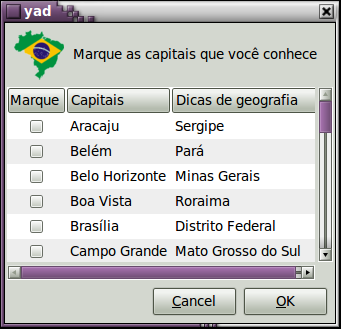 yad
Marque as capitais que você conhece
Marque Capitais Dicas de geografia
Aracaju Sergipe
Belém Pará
Belo Horizonte Minas Gerais
Boa Vista Roraima
Brasília Distrito Federal
Campo Grande Mato Grosso do Sul
Cancel OK